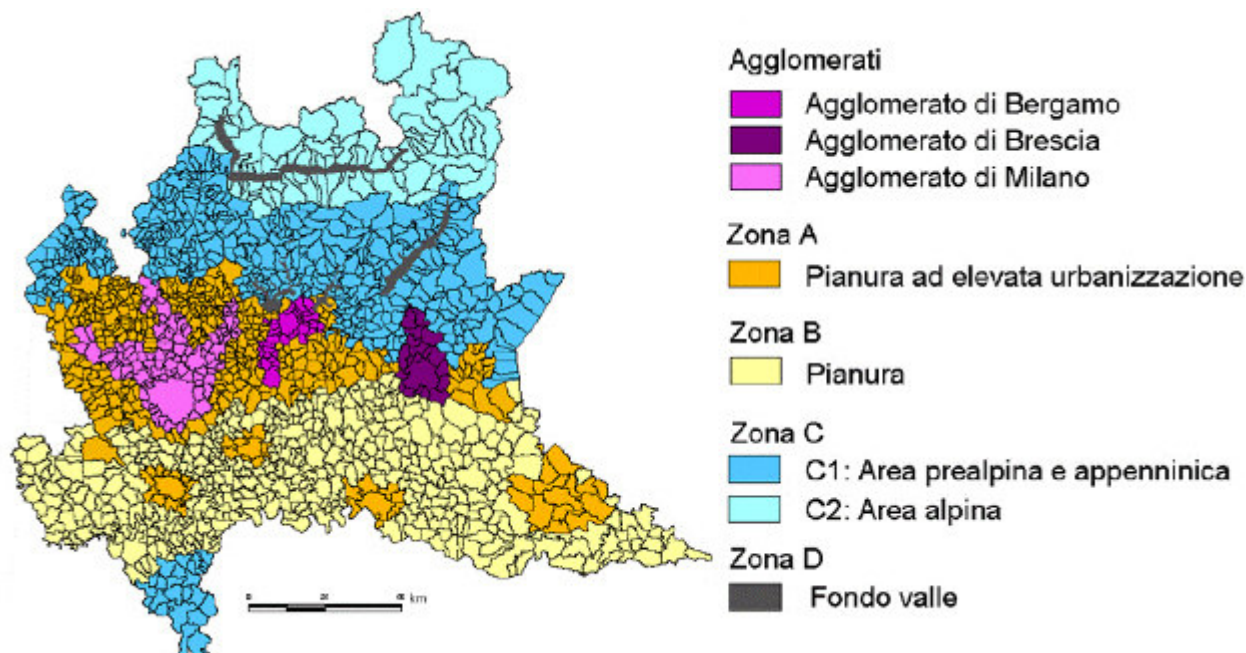 Agglomerati
Agglomerato di Bergamo
Agglomerato di Brescia
Agglomerato di Milano
Zona A
Pianura ad elevata urbanizzazione
Zona B
Pianura
Zona C
C1: Area prealpina e appenninica
C2: Area alpina
Zona D
Fondo valle
km